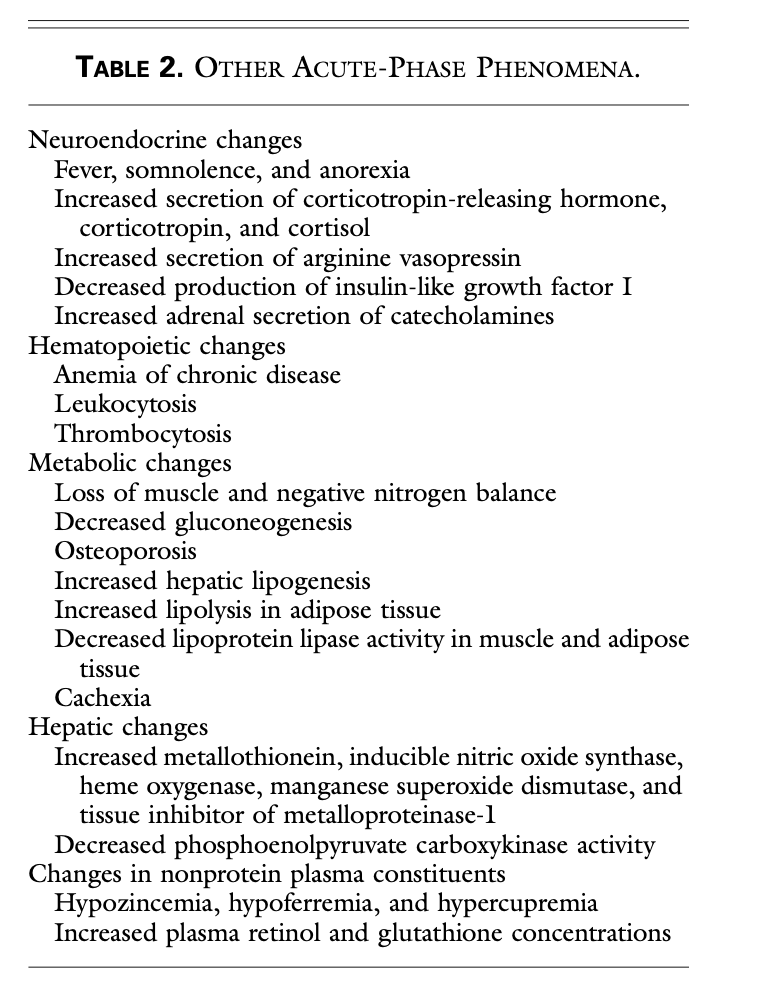 TABLE 2. OTHER ACUTE-PHASE PHENOMENA.
Neuroendocrine changes
Fever, somnolence, and anorexia
Increased secretion of corticotropin-releasing hormone,
corticotropin, and cortisol
Increased secretion of arginine vasopressin
Decreased production of insulin-like growth factor I
Increased adrenal secretion of catecholamines
Hematopoietic changes
Anemia of chronic disease
Leukocytosis
Thrombocytosis
Metabolic changes
Loss of muscle and negative nitrogen balance
Decreased gluconeogenesis
Osteoporosis
Increased hepatic lipogenesis
Increased lipolysis in adipose tissue
Decreased lipoprotein lipase activity in muscle and adipose
tissue
Cachexia
Hepatic changes
Increased metallothionein, inducible nitric oxide synthase,
heme oxygenase, manganese superoxide dismutase, and
tissue inhibitor of metalloproteinase-1
Decreased phosphoenolpyruvate carboxykinase activity
Changes in nonprotein plasma constituents
Hypozincemia, hypoferremia, and hypercupremia
Increased plasma retinol and glutathione concentrations